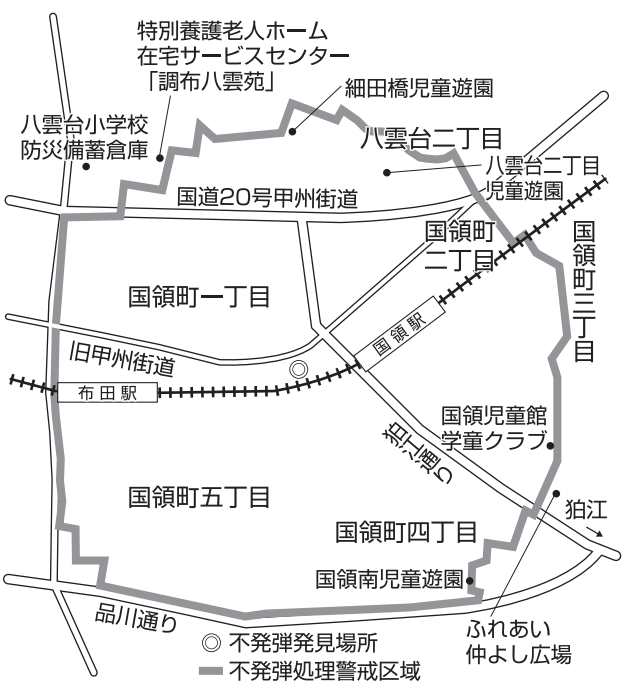 特別養護老人ホーム
在宅サービスセンター
「調布八雲苑」
細田橋児童遊園
八雲台小学校
防災備蓄倉庫
八雲台二丁目
八雲台二丁目
児童遊園
国道20号甲州街道
国領町
二丁目
国領町三丁目
国領町一丁目
国領駅
旧甲州街道
布田駅
国領児童館
学童クラブ
狛江通り
国領町五丁目
狛江
国領町四丁目
国領南児童遊園
品川通り
ふれあい
仲よし広場
不発弾発見場所
不発弾処理警戒区域